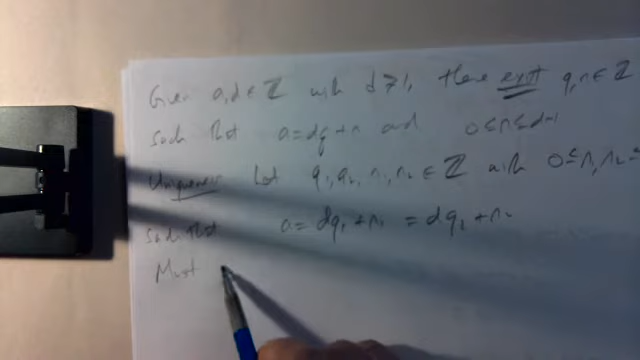 Given a,d ∈ ℤ with d ≥ 1, there exist q,r ∈ ℤ
such that a = dq + r and 0 ≤ r ≤ d-1
Uniqueness Let q₁, q₂, r₁, r₂ ∈ ℤ with 0 ≤ r₁, r₂ ≤
such that a = dq₁ + r₁ = dq₂ + r₂
Must